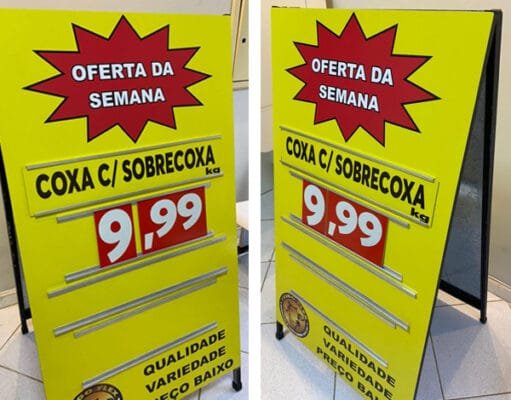 OFERTA DA
SEMANA
COXA C/ SOBRECOXA
kg
9,99
QUALIDADE
VARIEDADE
PREÇO BAIXO
OFERTA DA
SEMANA
COXA C/ SOBRECOXA
kg
9,99
QUALIDADE
VARIEDADE
PREÇO BAI